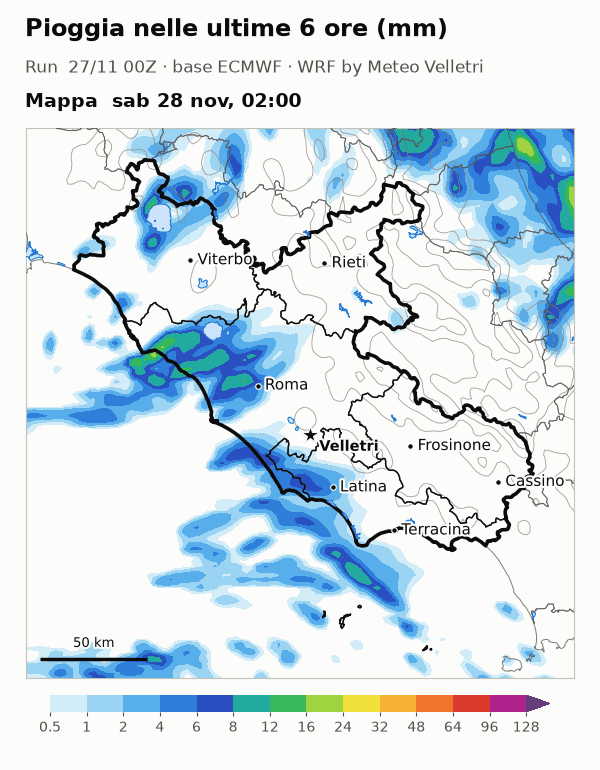 Pioggia nelle ultime 6 ore (mm)
Run  27/11 00Z · base ECMWF · WRF by Meteo Velletri
Mappa  sab 28 nov, 02:00
Viterbo
Rieti
Roma
Velletri
Frosinone
Latina
Cassino
Terracina
50 km
0.5 1 2 4 6 8 12 16 24 32 48 64 96 128